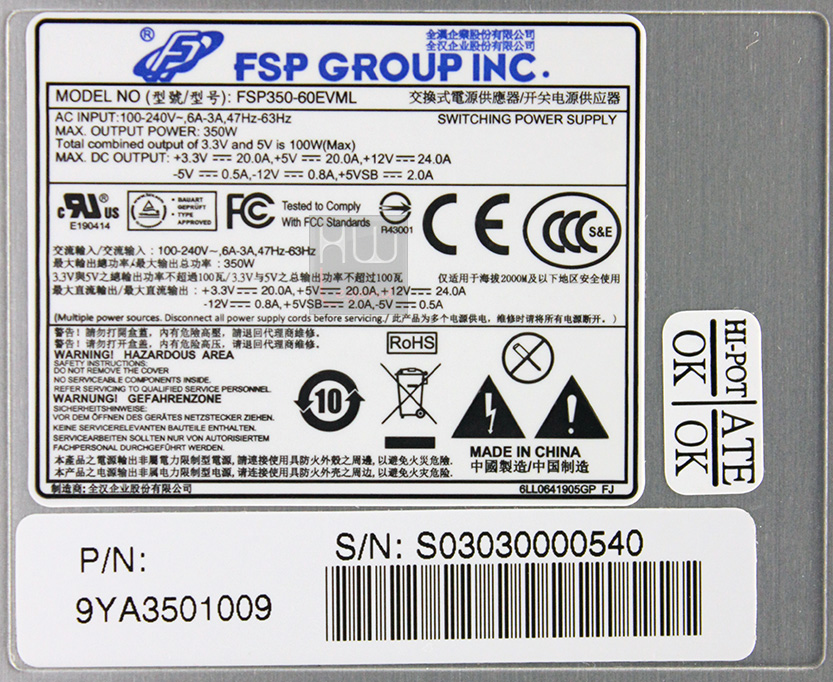 ®
全漢企業股份有限公司
全汉企业股份有限公司
FSP GROUP INC.
MODEL NO (型號/型号): FSP350-60EVML 交換式電源供應器/开关电源供应器
AC INPUT:100-240V~,6A-3A,47Hz-63Hz SWITCHING POWER SUPPLY
MAX. OUTPUT POWER: 350W
Total combined output of 3.3V and 5V is 100W(Max)
MAX. DC OUTPUT: +3.3V ⎓ 20.0A,+5V ⎓ 20.0A,+12V ⎓ 24.0A
-5V ⎓ 0.5A,-12V ⎓ 0.8A,+5VSB ⎓ 2.0A
c RU® US
E190414
BAUART
GEPRÜFT
TYPE
APPROVED
FC
Tested to Comply
With FCC Standards
R43001
CE
CCC S&E
交流輸入/交流输入 : 100-240V~,6A-3A,47Hz-63Hz
最大輸出總功率/最大输出总功率 : 350W
3.3V與5V之總輸出功率不超過100瓦/3.3V与5V之总输出功率不超过100瓦 仅适用于海拔2000M及以下地区安全使用
最大直流輸出/最大直流输出 : +3.3V ⎓ 20.0A,+5V ⎓ 20.0A,+12V ⎓ 24.0A
-12V ⎓ 0.8A,+5VSB ⎓ 2.0A,-5V ⎓ 0.5A
(Multiple power sources. Disconnect all power supply cords before servicing./ 此产品为多个电源供电，维修时请将所有电源断开。)
警告! 請勿打開盒蓋，內有危險高壓，請退回代理商維修.
警告! 请勿打开盒盖，内有危险高压，请退回代理商维修.
WARNING! HAZARDOUS AREA
SAFETY INSTRUCTIONS:
DO NOT REMOVE THE COVER
NO SERVICEABLE COMPONENTS INSIDE.
REFER SERVICING TO QUALIFIED SERVICE PERSONNEL.
WARNUNG! GEFAHRENZONE
SICHERHEITSHINWEISE:
VOR DEM ÖFFNEN DES GERÄTES NETZSTECKER ZIEHEN.
KEINE SERVICERELEVANTEN BAUTEILE ENTHALTEN.
SERVICEARBEITEN SOLLTEN NUR VON AUTORISIERTEM
FACHPERSONAL DURCHGEFÜHRT WERDEN.
RoHS
10
MADE IN CHINA
中國製造/中国制造
本產品之電源輸出非屬電力限制型電源, 請連接使用具防火外殼之周邊, 以避免火災危險.
本产品之电源输出非属电力限制型电源, 请连接使用具防火外壳之周边, 以避免火灾危险.
制造商: 全汉企业股份有限公司 6LL0641905GP FJ
HI-POT
OK
ATE
OK
P/N:
9YA3501009
S/N: S03030000540